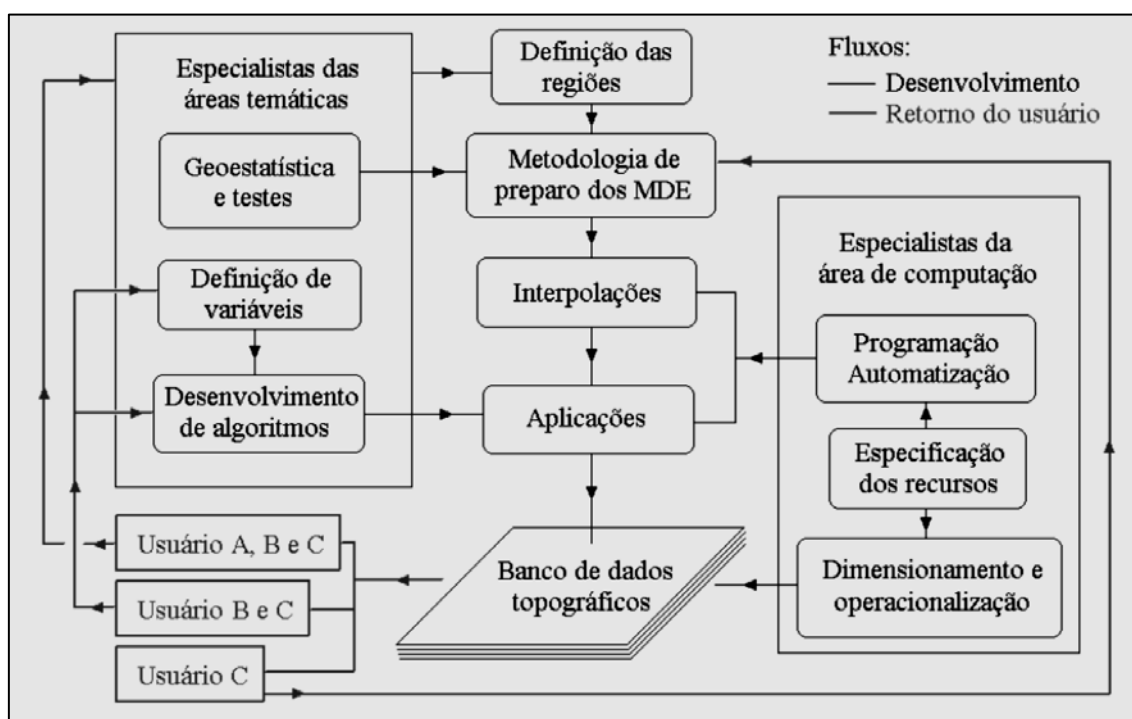 Especialistas das
áreas temáticas
Geoestatística
e testes
Definição de
variáveis
Desenvolvimento
de algoritmos
Definição das
regiões
Metodologia de
preparo dos MDE
Interpolações
Aplicações
Banco de dados
topográficos
Fluxos:
Desenvolvimento
Retorno do usuário
Especialistas da
área de computação
Programação
Automatização
Especificação
dos recursos
Dimensionamento e
operacionalização
Usuário A, B e C
Usuário B e C
Usuário C